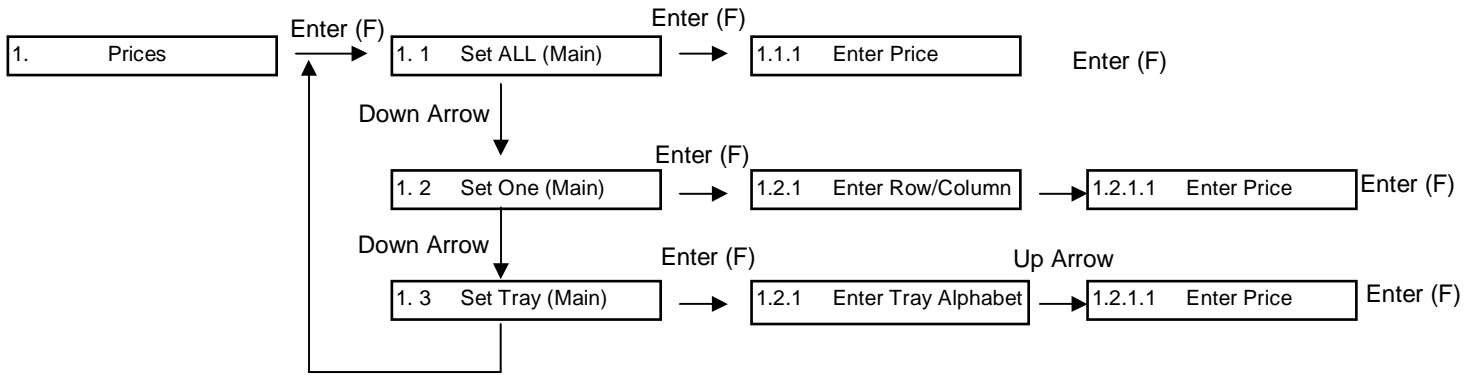 Enter (F)
Enter (F)
1. Prices
1. 1 Set ALL (Main)
1.1.1 Enter Price
Enter (F)
Down Arrow
Enter (F)
1. 2 Set One (Main)
1.2.1 Enter Row/Column
1.2.1.1 Enter Price
Enter (F)
Down Arrow
Enter (F)
Up Arrow
1. 3 Set Tray (Main)
1.2.1 Enter Tray Alphabet
1.2.1.1 Enter Price
Enter (F)